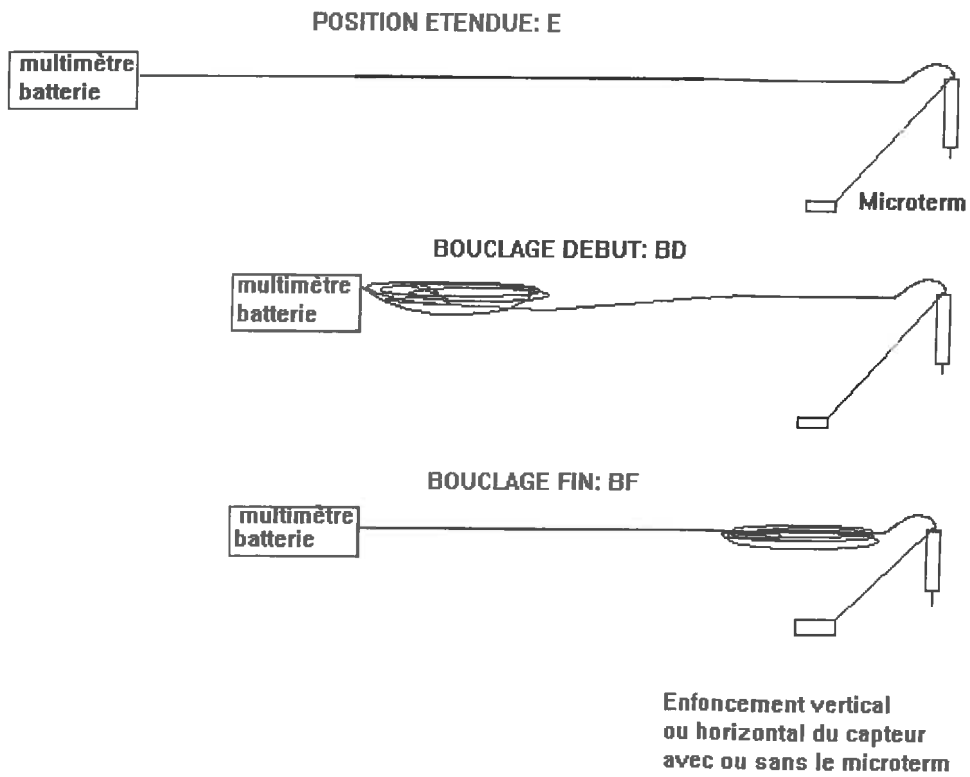 POSITION ETENDUE: E
multimètre
batterie
Microterm
BOUCLAGE DEBUT: BD
multimètre
batterie
BOUCLAGE FIN: BF
multimètre
batterie
Enfoncement vertical
ou horizontal du capteur
avec ou sans le microterm